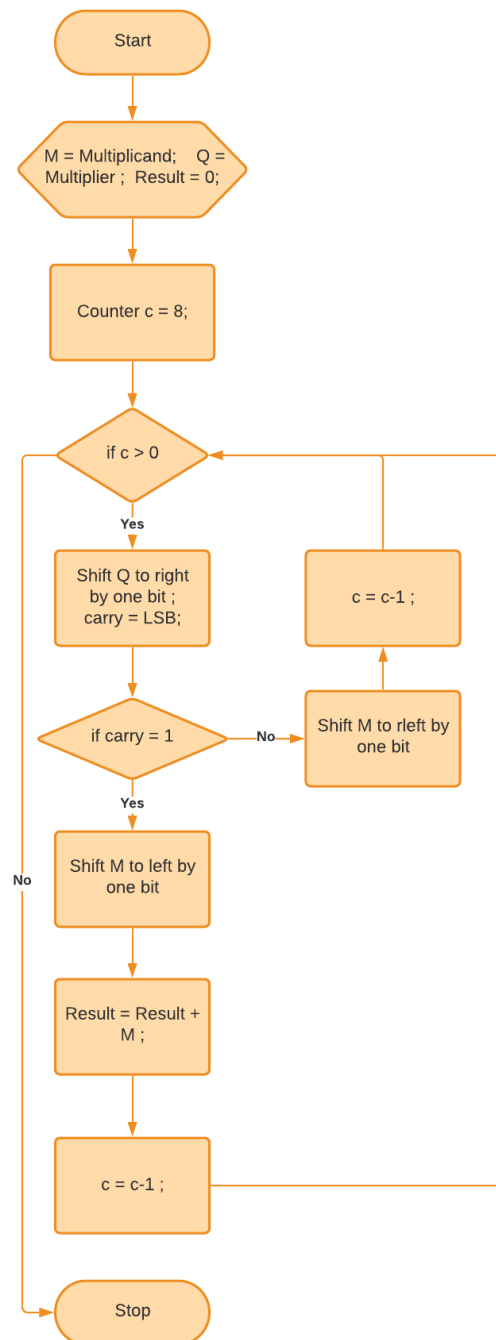 Start
M = Multiplicand; Q =
Multiplier ; Result = 0;
Counter c = 8;
if c > 0
Yes
Shift Q to right
by one bit ;
carry = LSB;
c = c-1 ;
if carry = 1
No
Shift M to rleft by
one bit
Yes
Shift M to left by
one bit
No
Result = Result +
M ;
c = c-1 ;
Stop